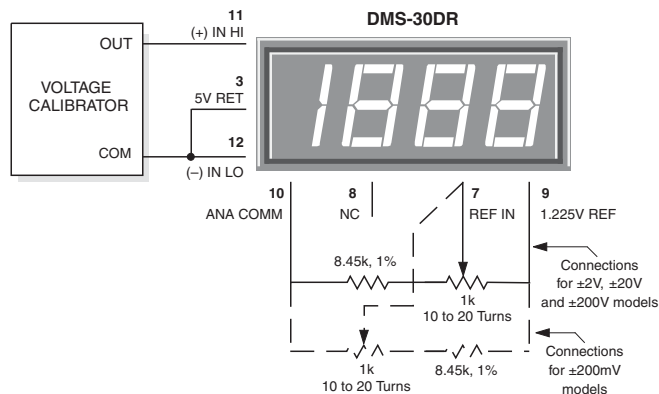 DMS-30DR
11
(+) IN HI
OUT
VOLTAGE
CALIBRATOR
3
5V RET
COM
12
(–) IN LO
1888
10
ANA COMM
8
NC
7
REF IN
9
1.225V REF
8.45k, 1%
1k
10 to 20 Turns
Connections
for ±2V, ±20V
and ±200V models
1k
10 to 20 Turns
8.45k, 1%
Connections
for ±200mV
models